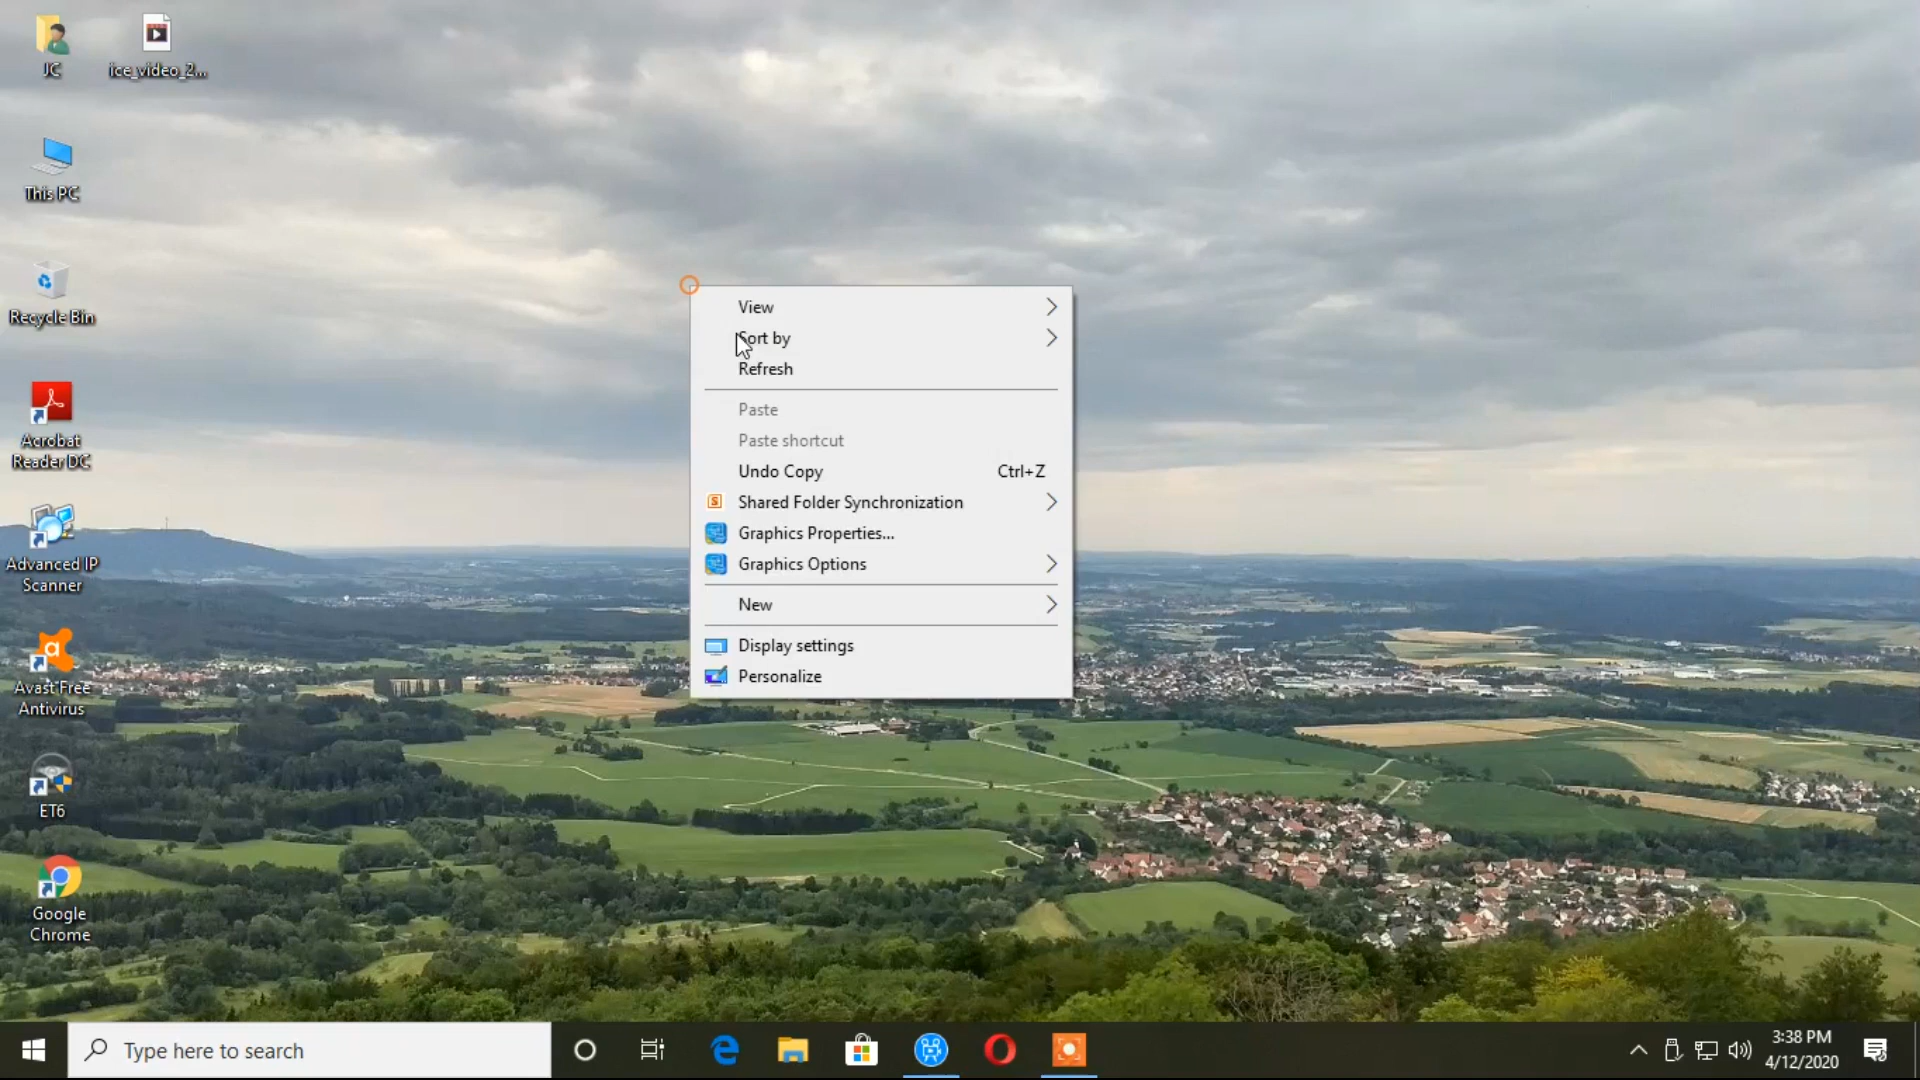 JC
ice_video_2...
This PC
Recycle Bin
Acrobat
Reader DC
Advanced IP
Scanner
Avast Free
Antivirus
ET6
Google
Chrome
View
Sort by
Refresh
Paste
Paste shortcut
Undo Copy Ctrl+Z
Shared Folder Synchronization
Graphics Properties...
Graphics Options
New
Display settings
Personalize
Type here to search
3:38 PM
4/12/2020